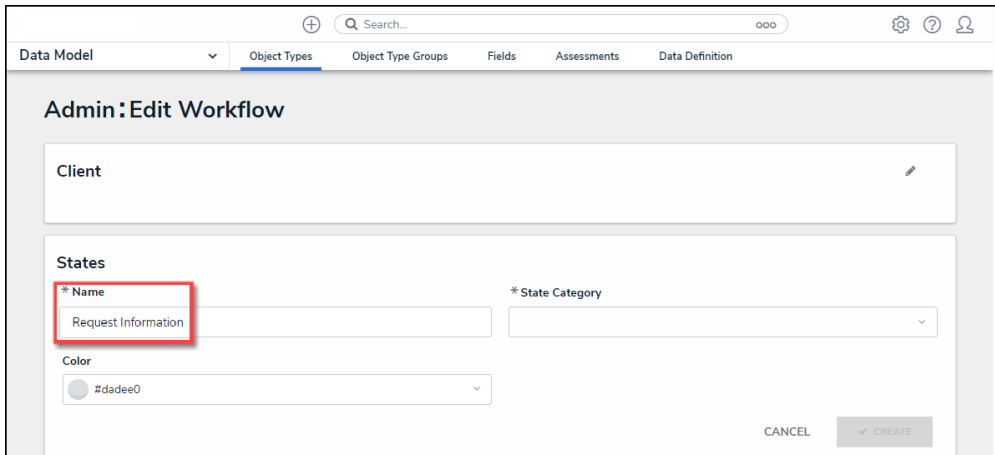 Search... ooo
Data Model Object Types Object Type Groups Fields Assessments Data Definition
Admin:Edit Workflow
Client
States
* Name * State Category
Request Information
Color
#dadee0
CANCEL ✓ CREATE